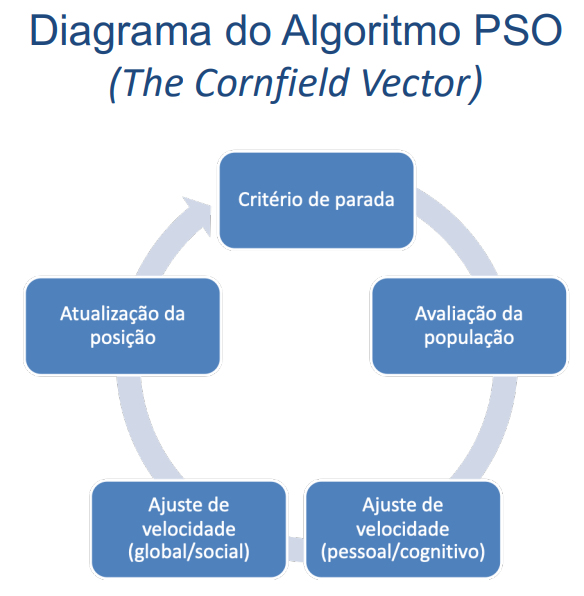 Diagrama do Algoritmo PSO
(The Cornfield Vector)
Critério de parada
Avaliação da
população
Ajuste de
velocidade
(pessoal/cognitivo)
Ajuste de
velocidade
(global/social)
Atualização da
posição